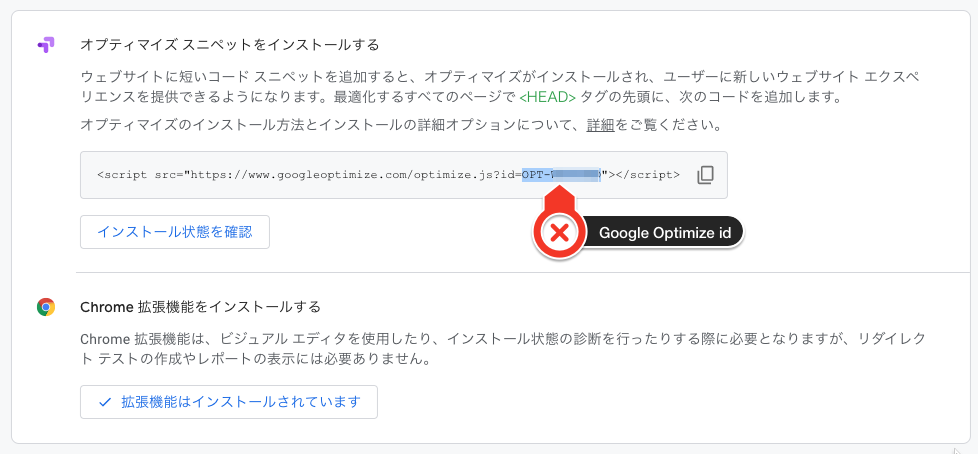 オプティマイズ スニペットをインストールする
ウェブサイトに短いコード スニペットを追加すると、オプティマイズがインストールされ、ユーザーに新しいウェブサイト エクスペ
リエンスを提供できるようになります。最適化するすべてのページで <HEAD> タグの先頭に、次のコードを追加します。
オプティマイズのインストール方法とインストールの詳細オプションについて、詳細をご覧ください。
<script src="https://www.googleoptimize.com/optimize.js?id=OPT-"></script>
インストール状態を確認
Google Optimize id
Chrome 拡張機能をインストールする
Chrome 拡張機能は、ビジュアル エディタを使用したり、インストール状態の診断を行ったりする際に必要となりますが、リダイレク
ト テストの作成やレポートの表示には必要ありません。
拡張機能はインストールされています